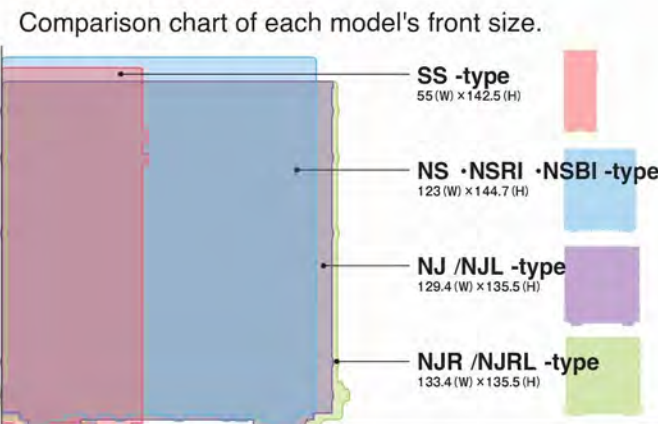 Comparison chart of each model's front size.
SS -type
55 (W) ×142.5 (H)
NS ･NSRI ･NSBI -type
123 (W) ×144.7 (H)
NJ /NJL -type
129.4 (W) ×135.5 (H)
NJR /NJRL -type
133.4 (W) ×135.5 (H)